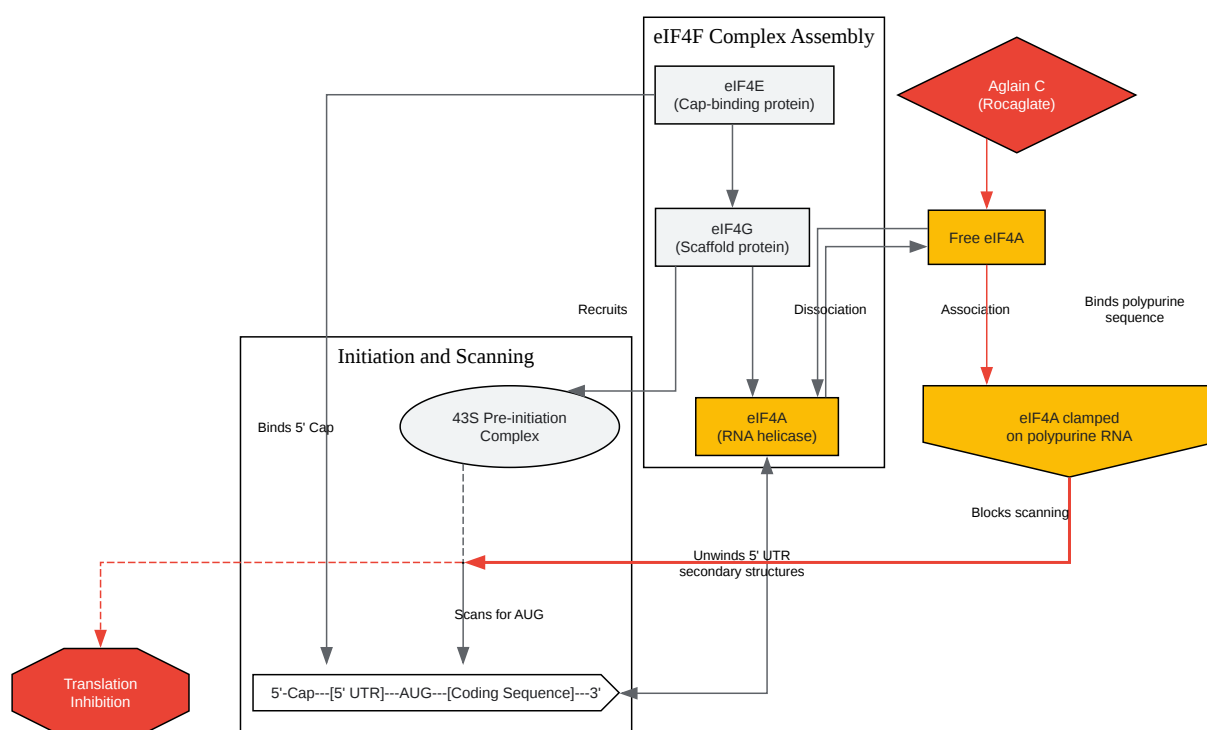 eIF4F Complex Assembly
eIF4E
(Cap-binding protein)
Aglain C
(Rocaglate)
eIF4G
(Scaffold protein)
Free eIF4A
Recruits
Dissociation
Association
Binds polypurine
sequence
Initiation and Scanning
43S Pre-initiation
Complex
eIF4A
(RNA helicase)
eIF4A clamped
on polypurine RNA
Binds 5' Cap
Blocks scanning
Unwinds 5' UTR
secondary structures
Scans for AUG
Translation
Inhibition
5'-Cap---[5' UTR]---AUG---[Coding Sequence]---3'